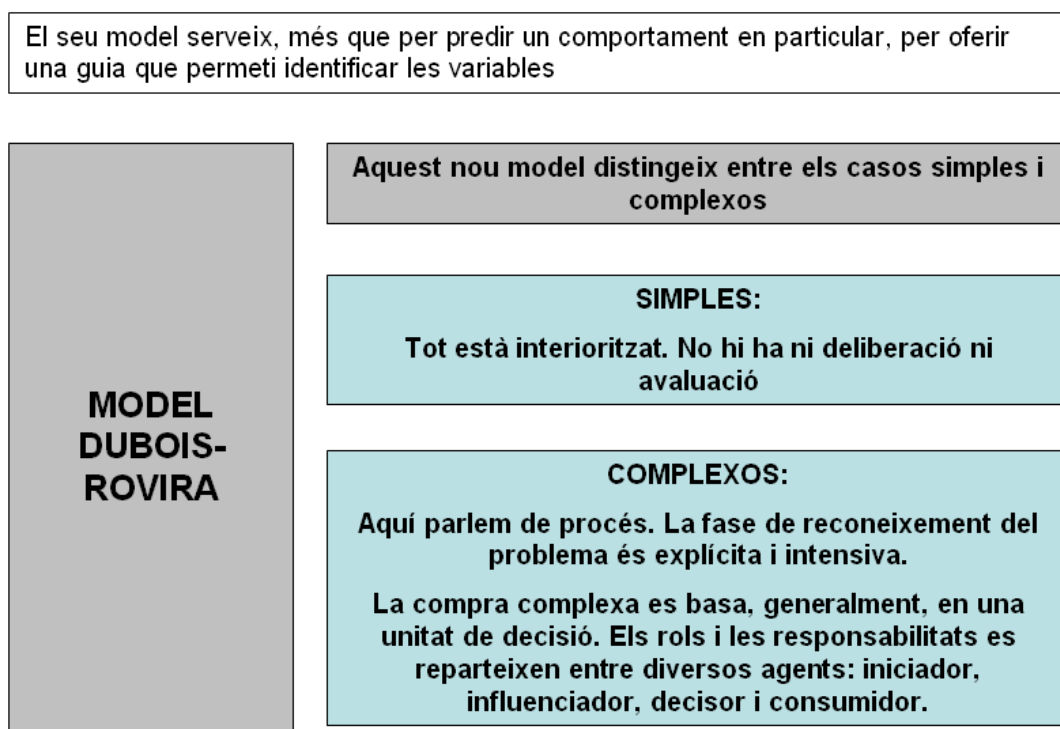 El seu model serveix, més que per predir un comportament en particular, per oferir
una guia que permeti identificar les variables
MODEL
DUBOIS-
ROVIRA
Aquest nou model distingeix entre els casos simples i
complexos
SIMPLES:
Tot està interioritzat. No hi ha ni deliberació ni
avaluació
COMPLEXOS:
Aquí parlem de procés. La fase de reconeixement del
problema és explícita i intensiva.
La compra complexa es basa, generalment, en una
unitat de decisió. Els rols i les responsabilitats es
reparteixen entre diversos agents: iniciador,
influenciador, decisor i consumidor.